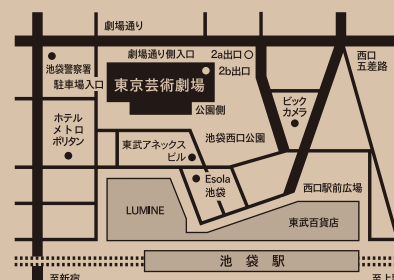 劇場通り
劇場通り側入口
2a出口
2b出口
西口
五差路
池袋警察署
駐車場入口
東京芸術劇場
公園側
ビック
カメラ
ホテル
メトロ
ポリタン
東武アネックス
ビル
池袋西口公園
Esola
池袋
西口駅前広場
LUMINE
東武百貨店
池袋駅
至新宿